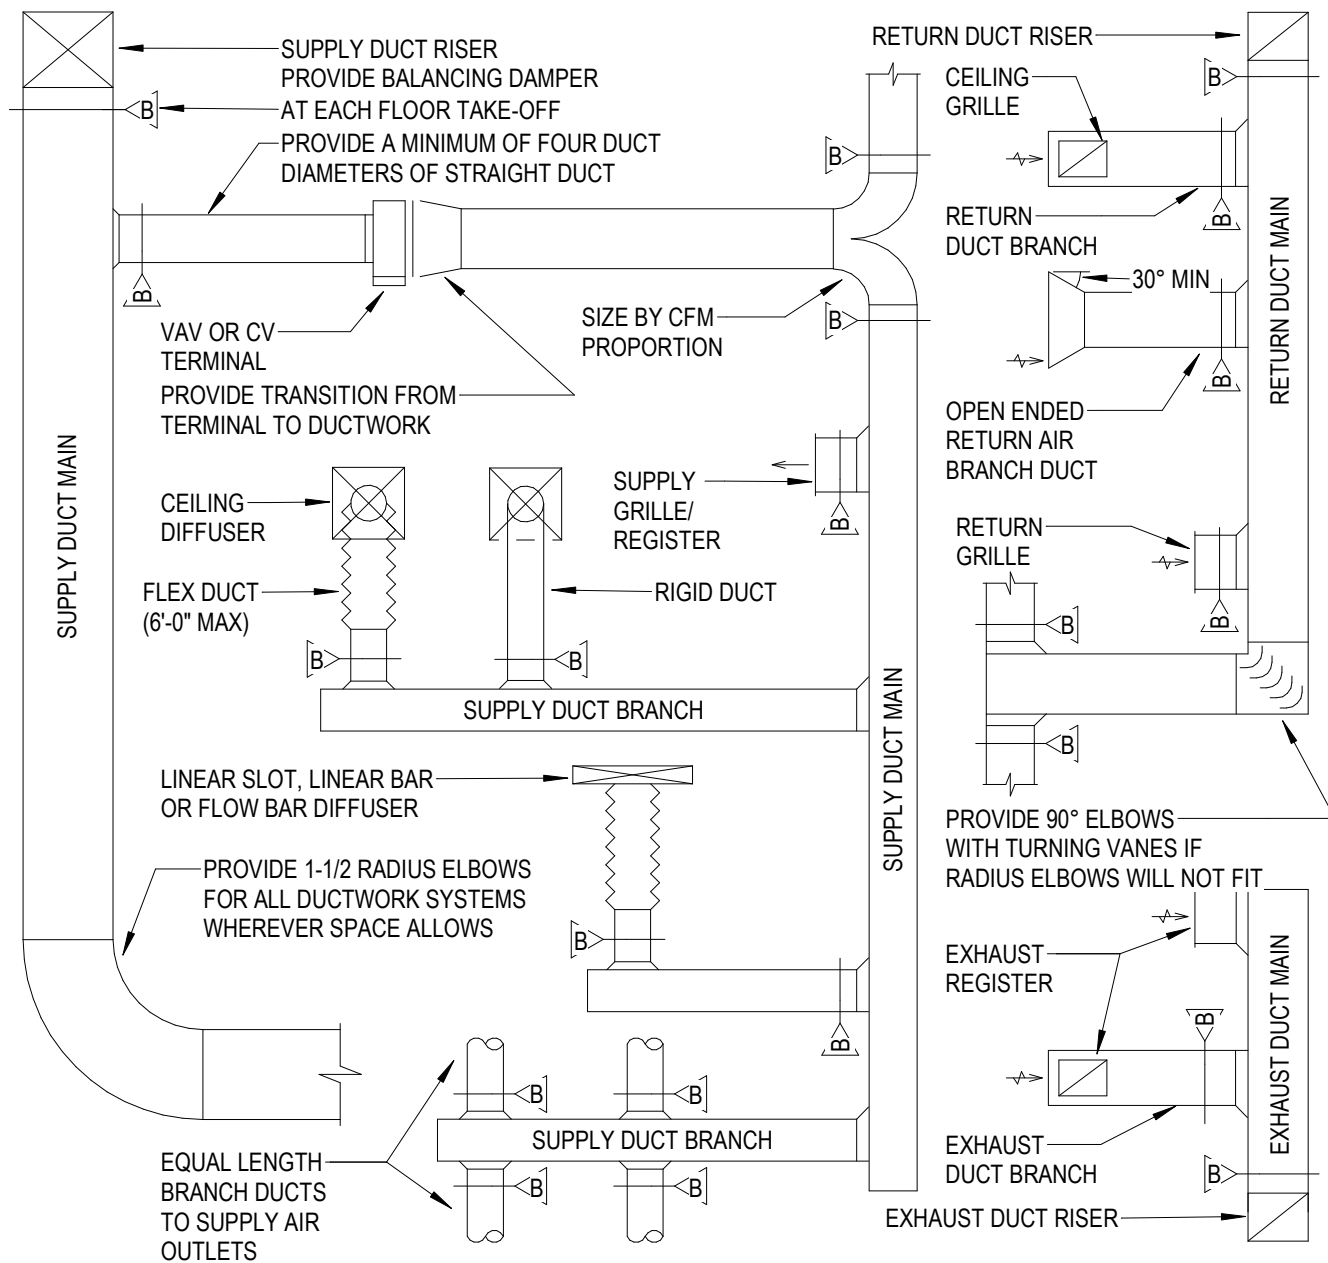 SUPPLY DUCT RISER
PROVIDE BALANCING DAMPER
AT EACH FLOOR TAKE-OFF
B
PROVIDE A MINIMUM OF FOUR DUCT
DIAMETERS OF STRAIGHT DUCT
B
VAV OR CV
TERMINAL
PROVIDE TRANSITION FROM
TERMINAL TO DUCTWORK
SIZE BY CFM
PROPORTION
B
B
SUPPLY DUCT MAIN
CEILING
DIFFUSER
FLEX DUCT
(6'-0" MAX)
SUPPLY
GRILLE/
REGISTER
B
RIGID DUCT
B
B
SUPPLY DUCT BRANCH
SUPPLY DUCT MAIN
LINEAR SLOT, LINEAR BAR
OR FLOW BAR DIFFUSER
PROVIDE 1-1/2 RADIUS ELBOWS
FOR ALL DUCTWORK SYSTEMS
WHEREVER SPACE ALLOWS
B
B
B
B
SUPPLY DUCT BRANCH
B
B
EQUAL LENGTH
BRANCH DUCTS
TO SUPPLY AIR
OUTLETS
RETURN DUCT RISER
B
CEILING
GRILLE
RETURN
DUCT BRANCH
B
30° MIN
RETURN DUCT MAIN
B
OPEN ENDED
RETURN AIR
BRANCH DUCT
RETURN
GRILLE
B
B
B
PROVIDE 90° ELBOWS
WITH TURNING VANES IF
RADIUS ELBOWS WILL NOT FIT
EXHAUST
REGISTER
B
EXHAUST DUCT MAIN
EXHAUST
DUCT BRANCH
B
EXHAUST DUCT RISER